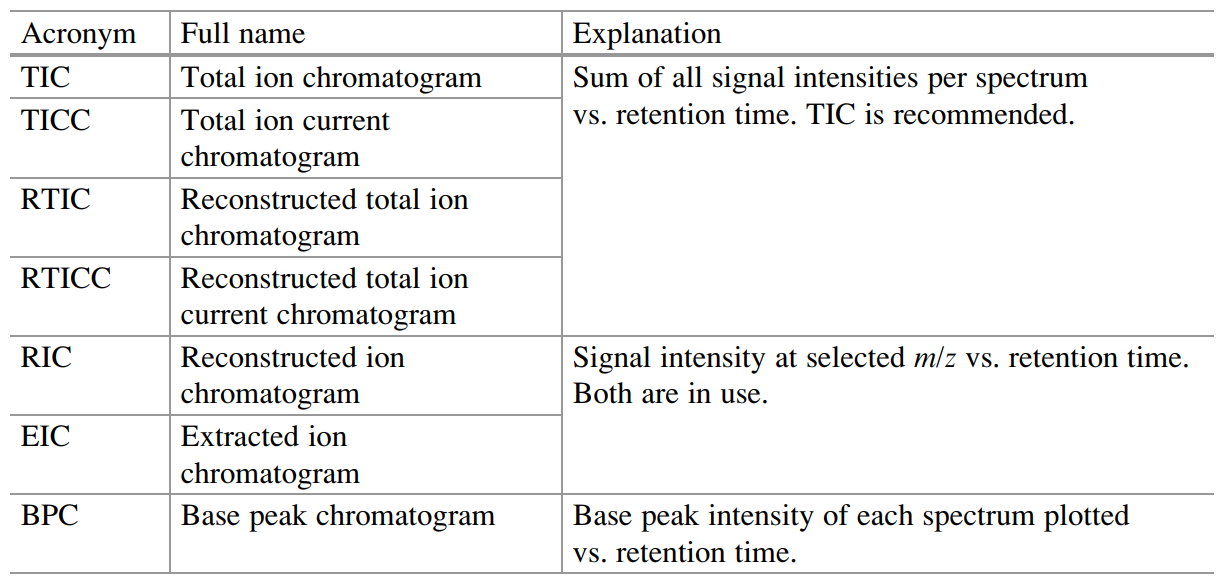 Acronym Full name Explanation
TIC Total ion chromatogram Sum of all signal intensities per spectrum
vs. retention time. TIC is recommended.
TICC Total ion current
chromatogram
RTIC Reconstructed total ion
chromatogram
RTICC Reconstructed total ion
current chromatogram
RIC Reconstructed ion Signal intensity at selected m/z vs. retention time.
chromatogram Both are in use.
EIC Extracted ion
chromatogram
BPC Base peak chromatogram Base peak intensity of each spectrum plotted
vs. retention time.